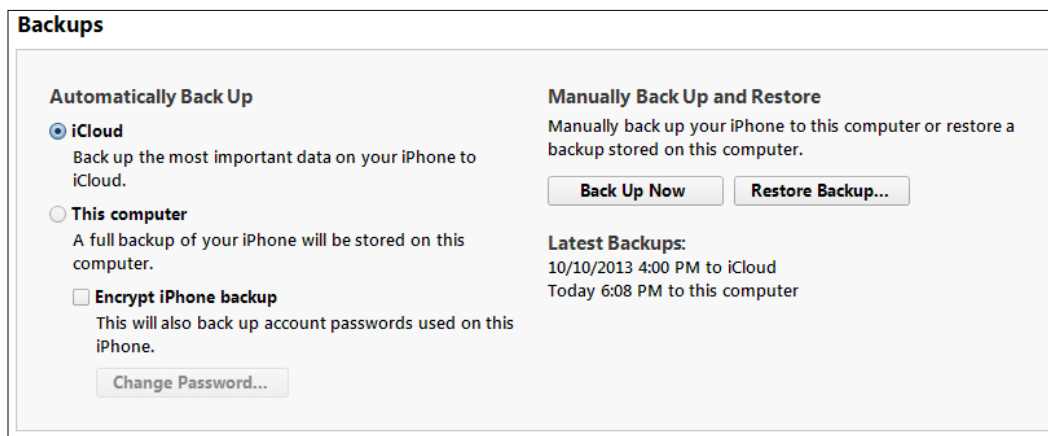 Backups
Automatically Back Up
iCloud
Back up the most important data on your iPhone to
iCloud.
This computer
A full backup of your iPhone will be stored on this
computer.
Encrypt iPhone backup
This will also back up account passwords used on this
iPhone.
Change Password...
Manually Back Up and Restore
Manually back up your iPhone to this computer or restore a
backup stored on this computer.
Back Up Now
Restore Backup...
Latest Backups:
10/10/2013 4:00 PM to iCloud
Today 6:08 PM to this computer